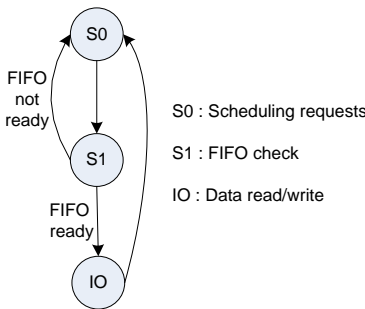 S0
FIFO
not
ready
S0 : Scheduling requests
S1
S1 : FIFO check
IO : Data read/write
FIFO
ready
IO